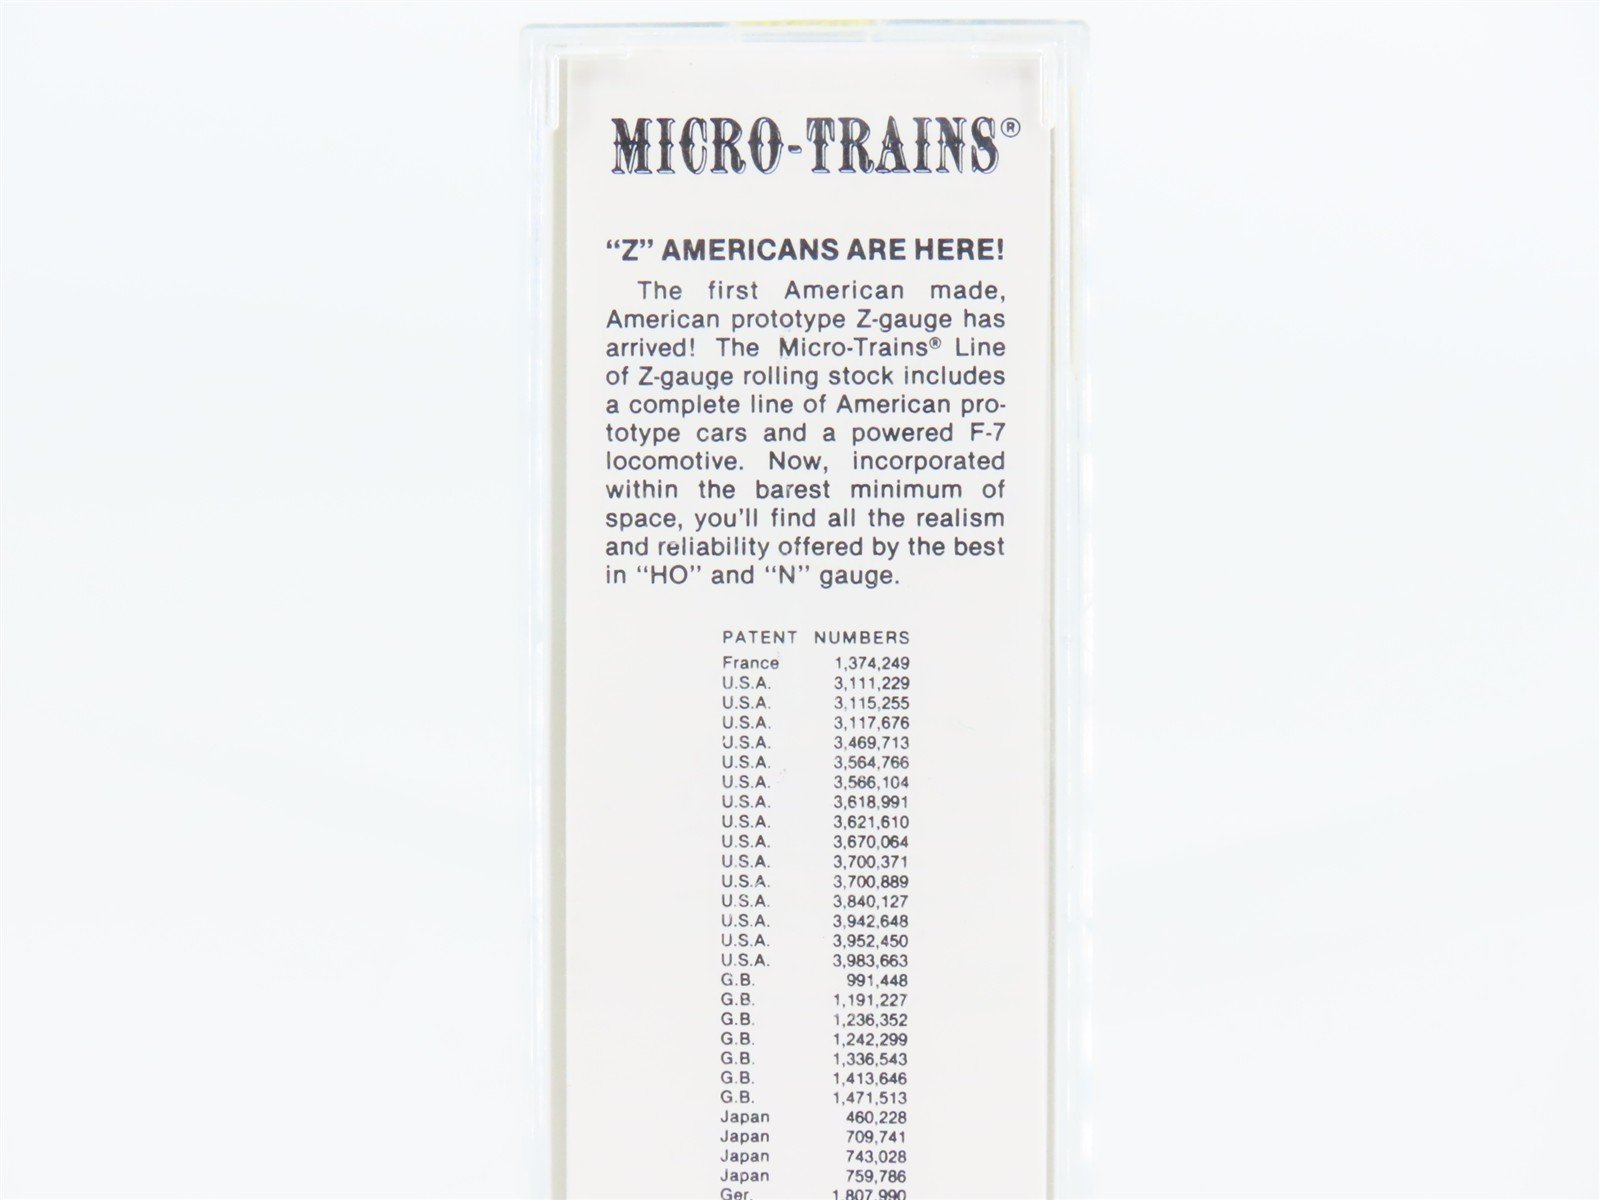 MICRO-TRAINS®
“Z” AMERICANS ARE HERE!
The first American made,
American prototype Z-gauge has
arrived! The Micro-Trains® Line
of Z-gauge rolling stock includes
a complete line of American pro-
totype cars and a powered F-7
locomotive. Now, incorporated
within the barest minimum of
space, you'll find all the realism
and reliability offered by the best
in “HO” and “N” gauge.
PATENT NUMBERS
France 1,374,249
U.S.A. 3,111,229
U.S.A. 3,115,255
U.S.A. 3,117,676
U.S.A. 3,469,713
U.S.A. 3,564,766
U.S.A. 3,566,104
U.S.A. 3,618,991
U.S.A. 3,621,610
U.S.A. 3,670,064
U.S.A. 3,700,371
U.S.A. 3,700,889
U.S.A. 3,840,127
U.S.A. 3,942,648
U.S.A. 3,952,450
U.S.A. 3,983,663
G.B. 991,448
G.B. 1,191,227
G.B. 1,236,352
G.B. 1,242,299
G.B. 1,336,543
G.B. 1,413,646
G.B. 1,471,513
Japan 460,228
Japan 709,741
Japan 743,028
Japan 759,786
Ger. 1,807,990